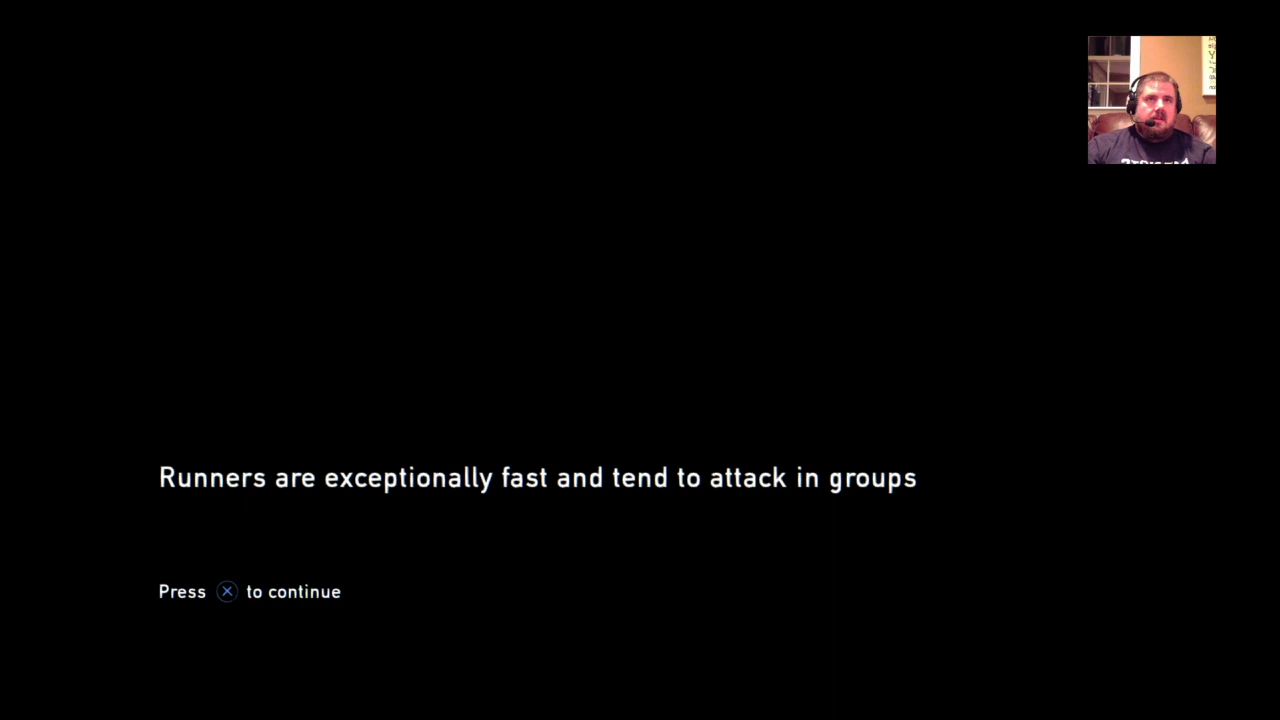 Runners are exceptionally fast and tend to attack in groups
Press ⓧ to continue